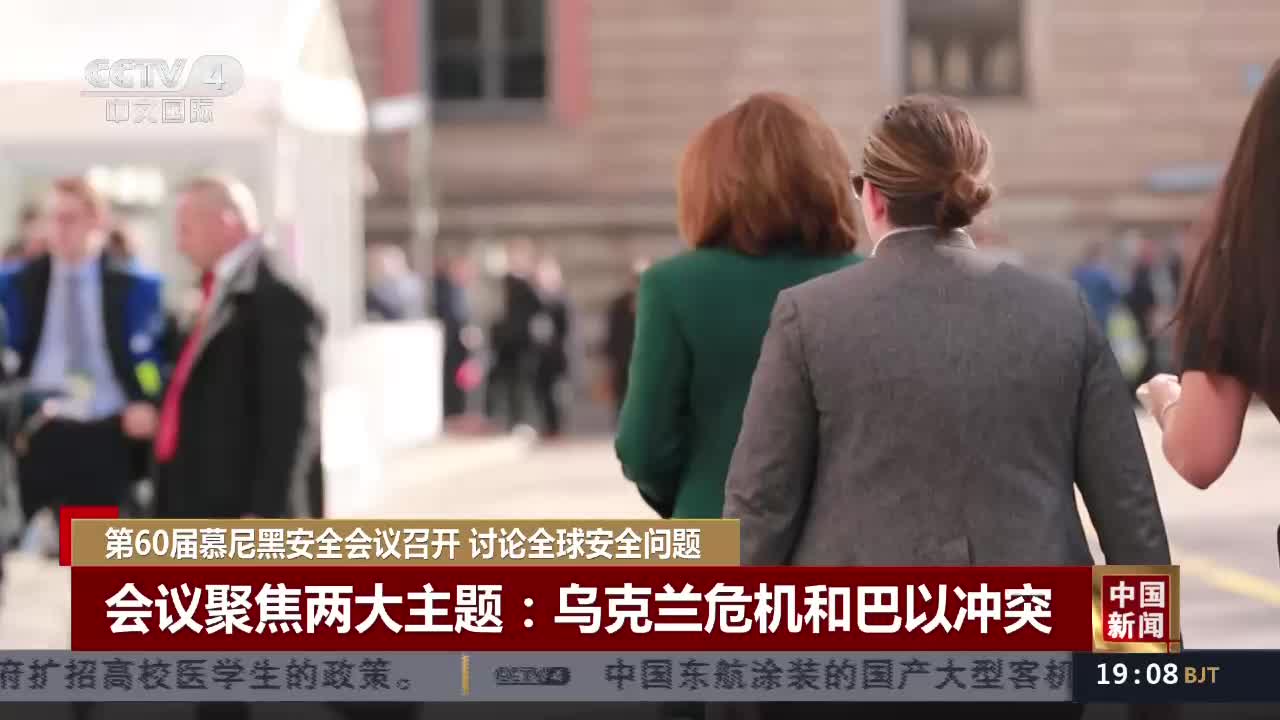 CCTV 4
中文国际
第60届慕尼黑安全会议召开 讨论全球安全问题
会议聚焦两大主题：乌克兰危机和巴以冲突
中国
新闻
府扩招高校医学生的政策。 CCTV4 中国东航涂装的国产大型客机
19:08 BJT